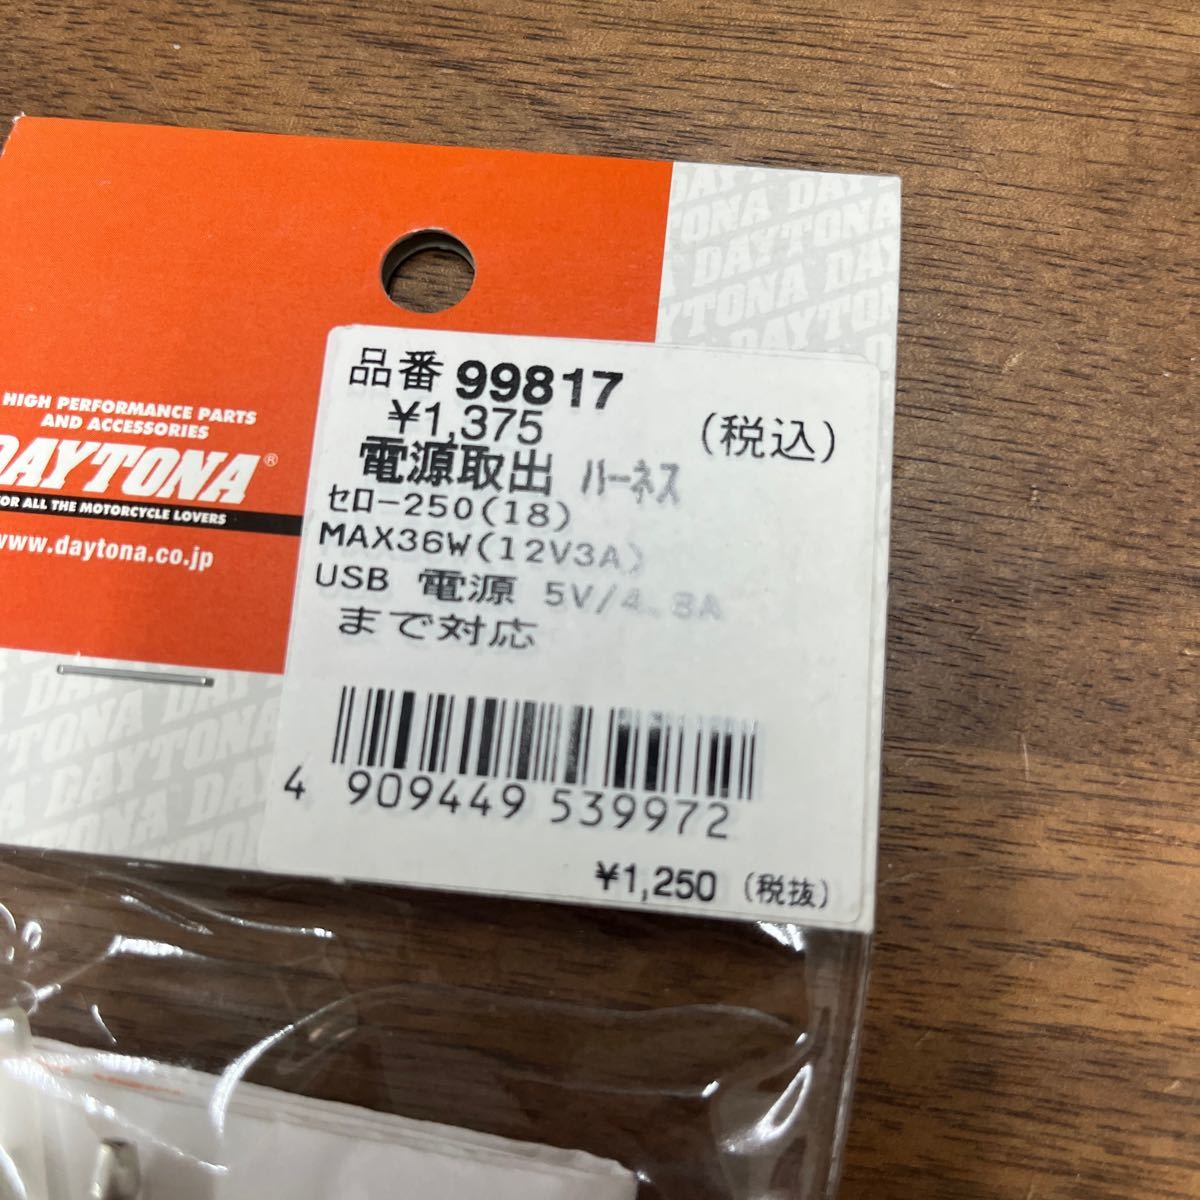 HIGH PERFORMANCE PARTS
AND ACCESSORIES
DAYTONA®
FOR ALL THE MOTORCYCLE LOVERS
www.daytona.co.jp
品番 99817
¥1,375 (税込)
電源取出 ハーネス
セロー250(18)
MAX36W(12V3A)
USB 電源 5V/4.8A
まで対応
4 909449 539972
¥1,250 (税抜)